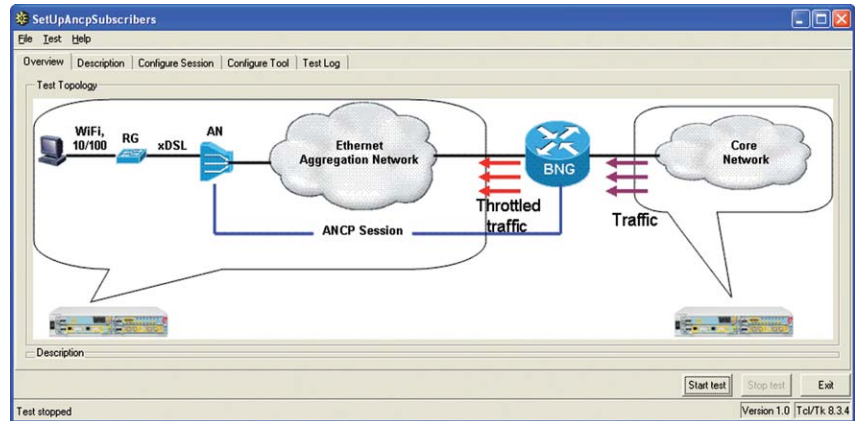 SetUpAncpSubscribers
File Test Help
Overview Description Configure Session Configure Tool Test Log
Test Topology
WiFi,
10/100
RG
xDSL
AN
Ethernet
Aggregation Network
BNG
Core
Network
Throttled
traffic
Traffic
ANCP Session
Description
Start test Stop test Exit
Test stopped
Version 1.0 Tcl/Tk 8.3.4